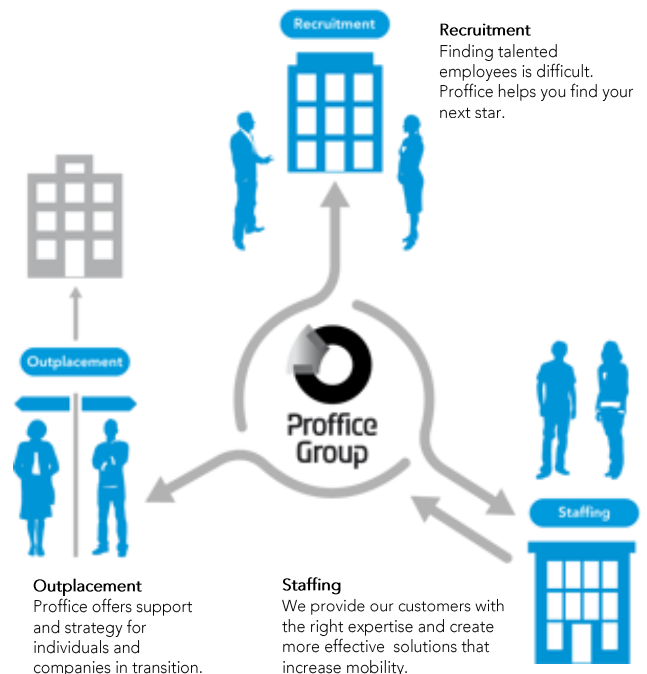 Recruitment
Recruitment
Finding talented
employees is difficult.
Proffice helps you find your
next star.
Outplacement
Proffice
Group
Staffing
Outplacement
Proffice offers support
and strategy for
individuals and
companies in transition.
Staffing
We provide our customers with
the right expertise and create
more effective solutions that
increase mobility.